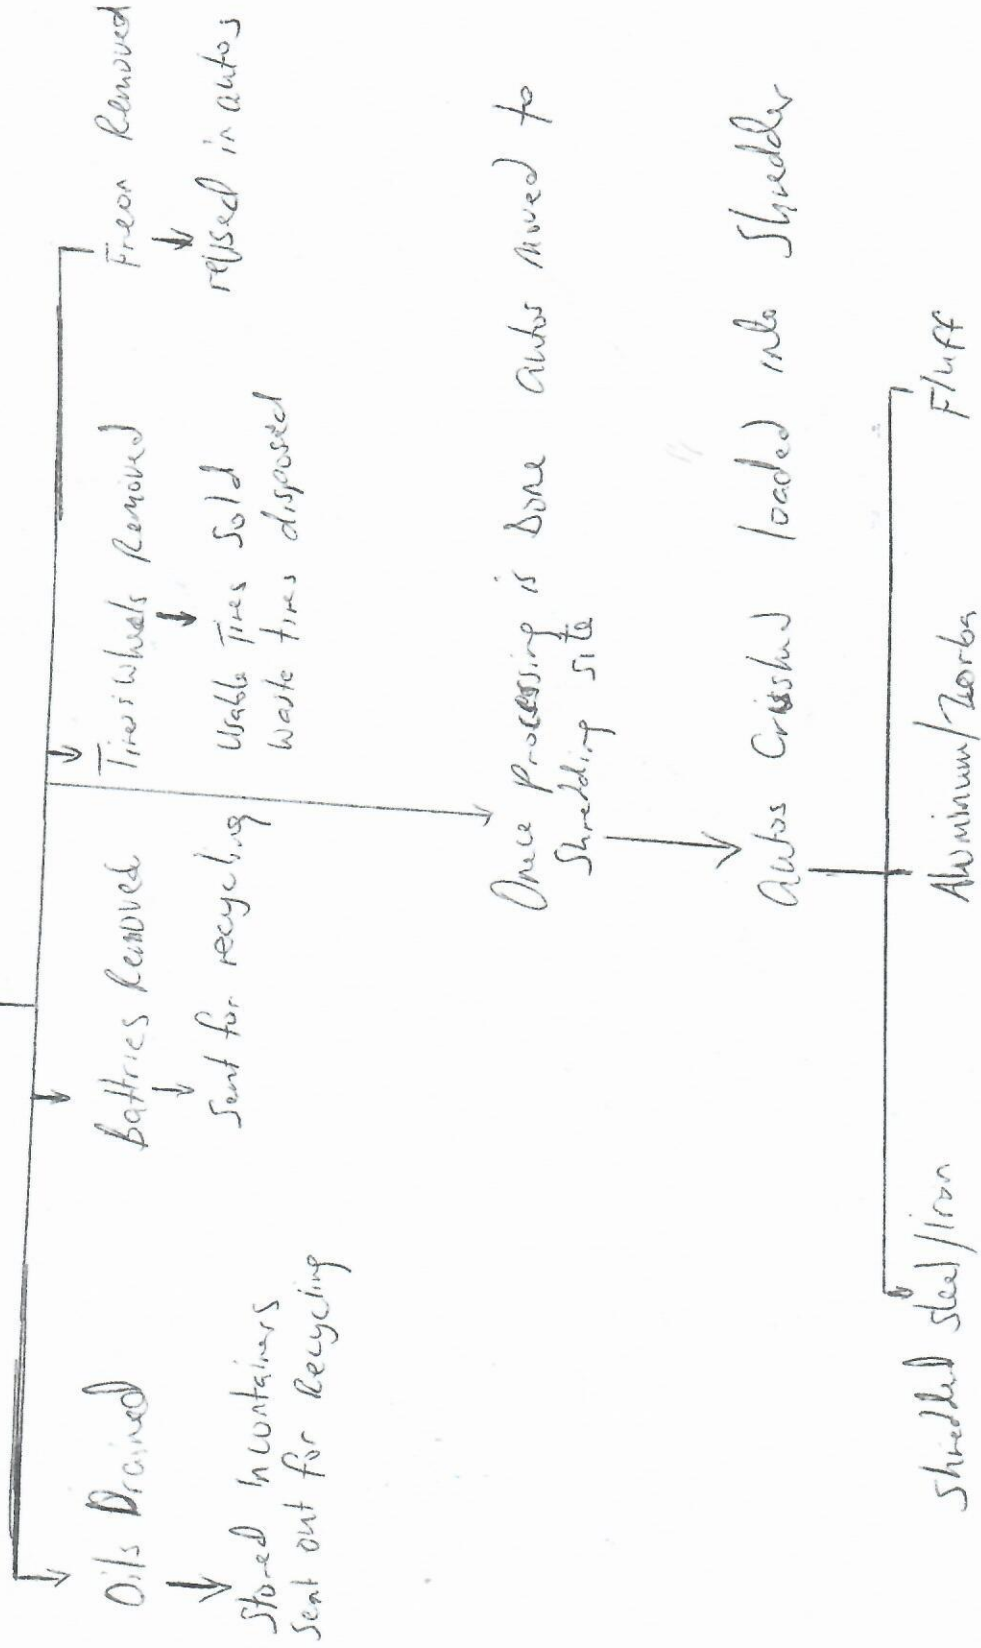 Oils Drained
Stored in containers
Sent out for Recycling
Battries Removed
Sent for recycling
Tires & Wheels Removed
Usable Tires Sold
Waste tires disposed
Freon Removed
reused in autos
Once Processing is Done autos moved to
Shredding site
Autos Crushed loaded into Shredder
Shredded steel/Iron
Aluminum/Zorba
Fluff